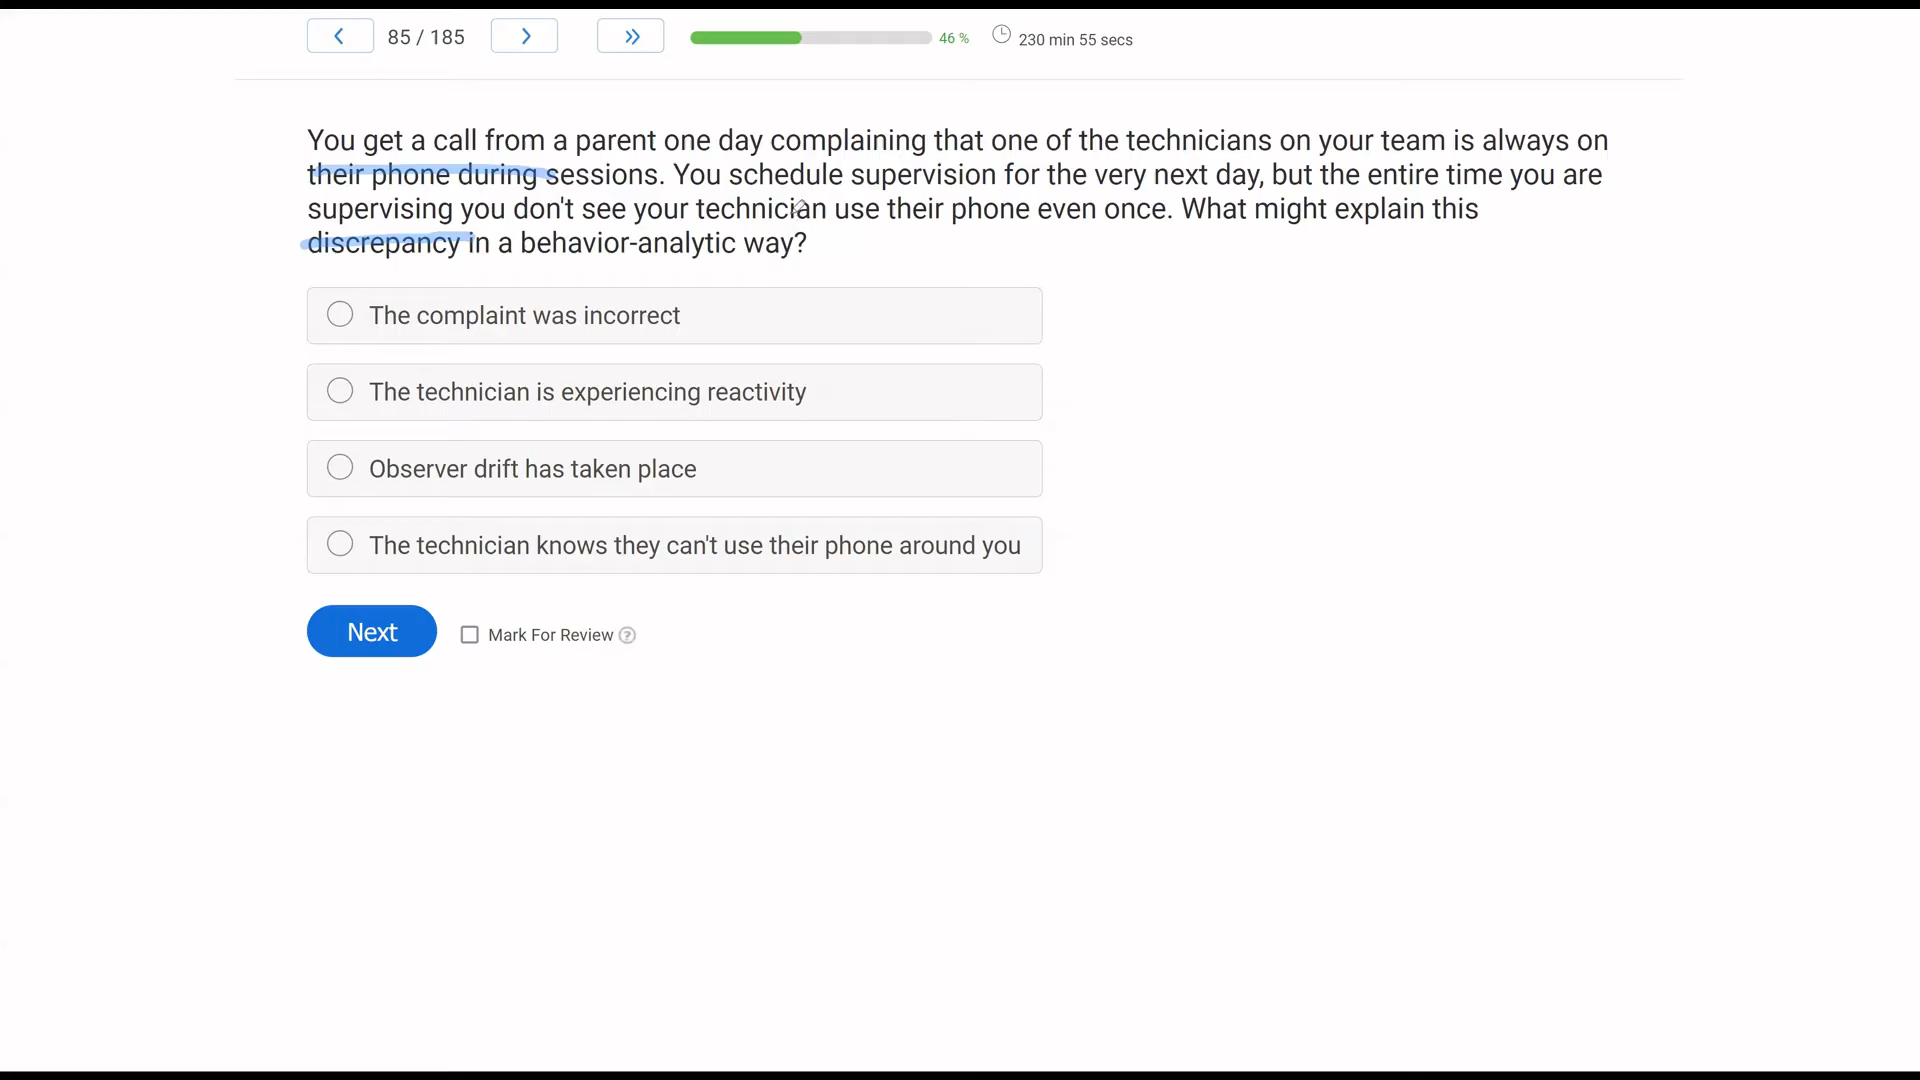 85 / 185
46 %
230 min 55 secs
You get a call from a parent one day complaining that one of the technicians on your team is always on
their phone during sessions. You schedule supervision for the very next day, but the entire time you are
supervising you don't see your technician use their phone even once. What might explain this
discrepancy in a behavior-analytic way?
The complaint was incorrect
The technician is experiencing reactivity
Observer drift has taken place
The technician knows they can't use their phone around you
Next
Mark For Review ?